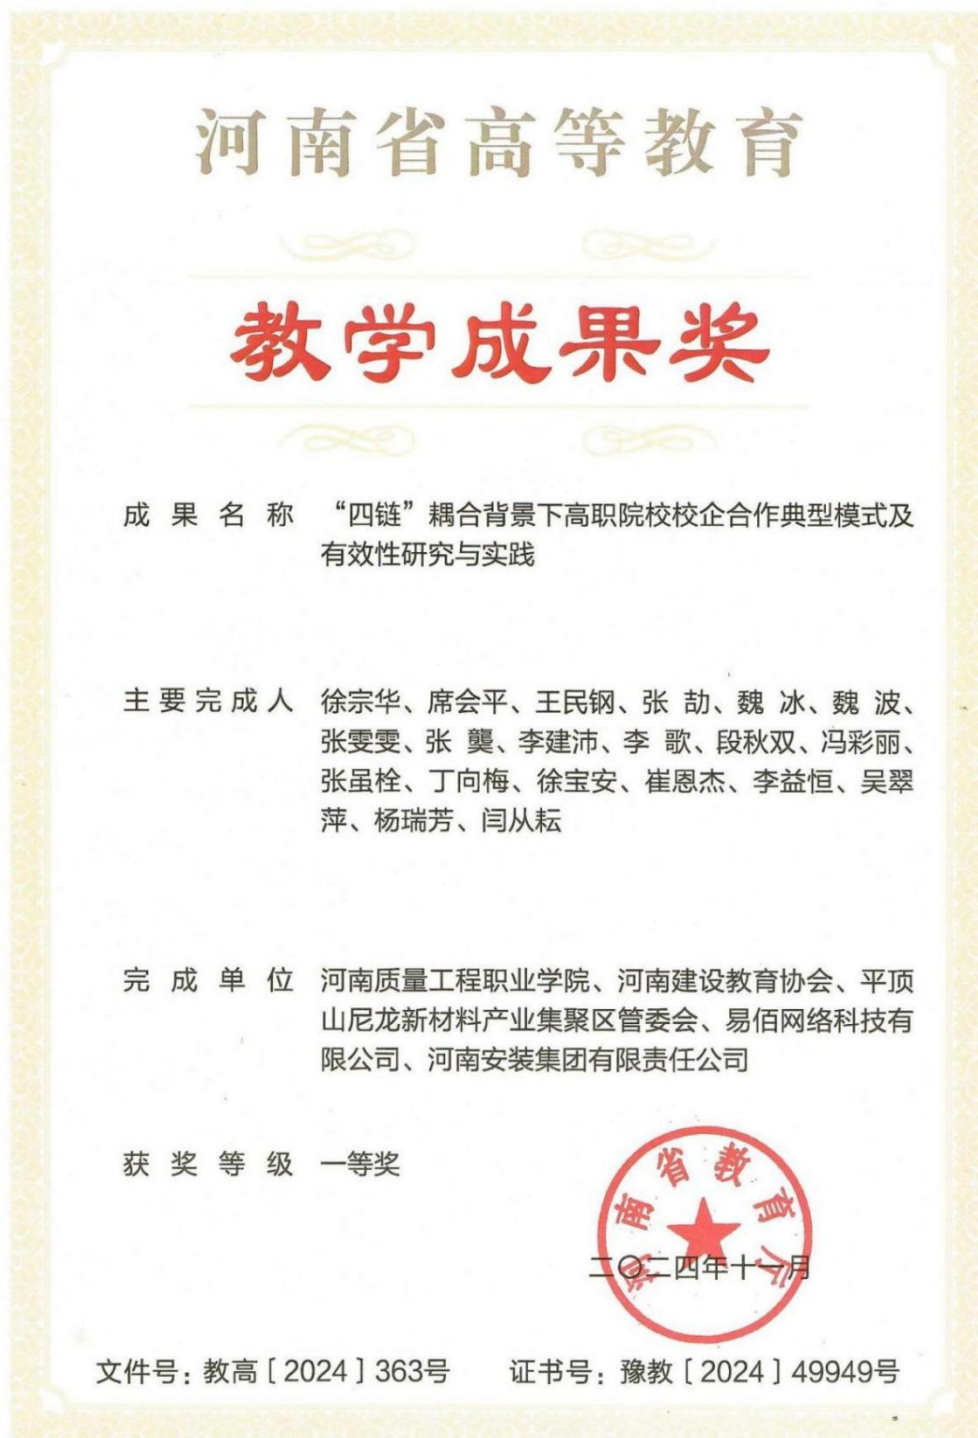 河南省高等教育
教学成果奖
成果名称 “四链”耦合背景下高职院校校企合作典型模式及
有效性研究与实践
主要完成人 徐宗华、席会平、王民钢、张 劼、魏 冰、魏 波、
张雯雯、张 龑、李建沛、李 歌、段秋双、冯彩丽、
张虽栓、丁向梅、徐宝安、崔恩杰、李益恒、吴翠
萍、杨瑞芳、闫从耘
完成单位 河南质量工程职业学院、河南建设教育协会、平顶
山尼龙新材料产业集聚区管委会、易佰网络科技有
限公司、河南安装集团有限责任公司
获奖等级 一等奖
河南省教育厅
二〇二四年十一月
文件号：教高［2024］363号 证书号：豫教［2024］49949号